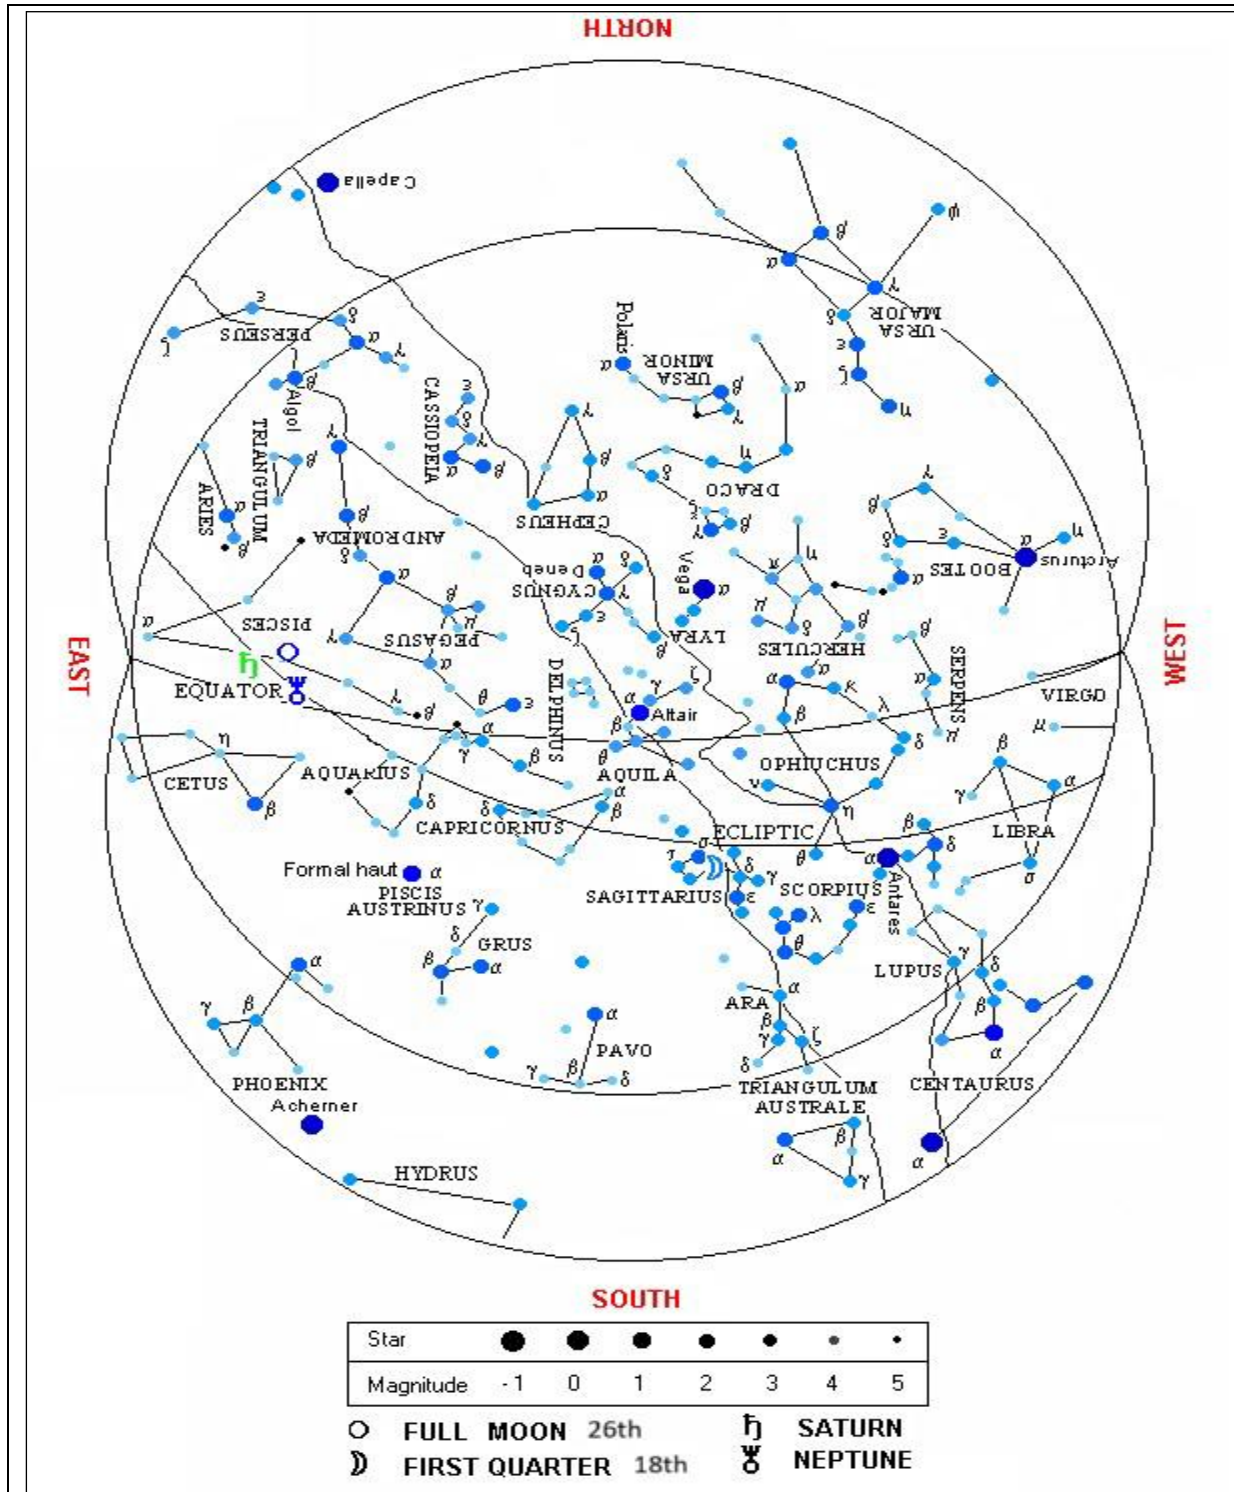 NORTH
Capella
α
β
ψ
α
β
γ
δ
URSA
MAJOR
ε
ζ
η
ε
δ
α
γ
PERSEUS
ζ
β
Algol
Polaris
α
URSA
MINOR
β
γ
α
CASSIOPEIA
ε
δ
γ
α
β
γ
β
α
CEPHEUS
TRIANGULUM
β
γ
ARIES
α
β
β
ANDROMEDA
δ
α
η
DRACO
δ
ξ
β
γ
γ
β
δ
ε
α
η
BOOTES
Arcturus
α
Deneb
δ
CYGNUS
γ
ε
ζ
β
Vega
α
LYRA
η
π
μ
δ
β
HERCULES
α
α
PISCES
β
μ
PEGASUS
γ
α
θ
ε
EAST
WEST
EQUATOR
γ
β
DELPHINUS
ζ
γ
α
Altair
β
θ
AQUILA
α
κ
β
λ
δ
OPHIUCHUS
ν
η
θ
β
α
μ
SERPENS
VIRGO
μ
η
CETUS
β
AQUARIUS
α
γ
β
δ
δ
CAPRICORNUS
α
β
ECLIPTIC
β
α
γ
LIBRA
σ
Formal haut
α
PISCIS
AUSTRINUS
σ
τ
SAGITTARIUS
δ
γ
ε
SCORPIUS
β
δ
α
Antares
ε
λ
θ
γ
δ
GRUS
β
α
α
γ
β
PHOENIX
Acherner
LUPUS
γ
δ
β
α
CENTAURUS
α
ARA
α
β
γ
ζ
δ
α
PAVO
γ
β
δ
TRIANGULUM
AUSTRALE
β
α
γ
HYDRUS
SOUTH
Star
Magnitude -1 0 1 2 3 4 5
FULL MOON 26th
SATURN
FIRST QUARTER 18th
NEPTUNE